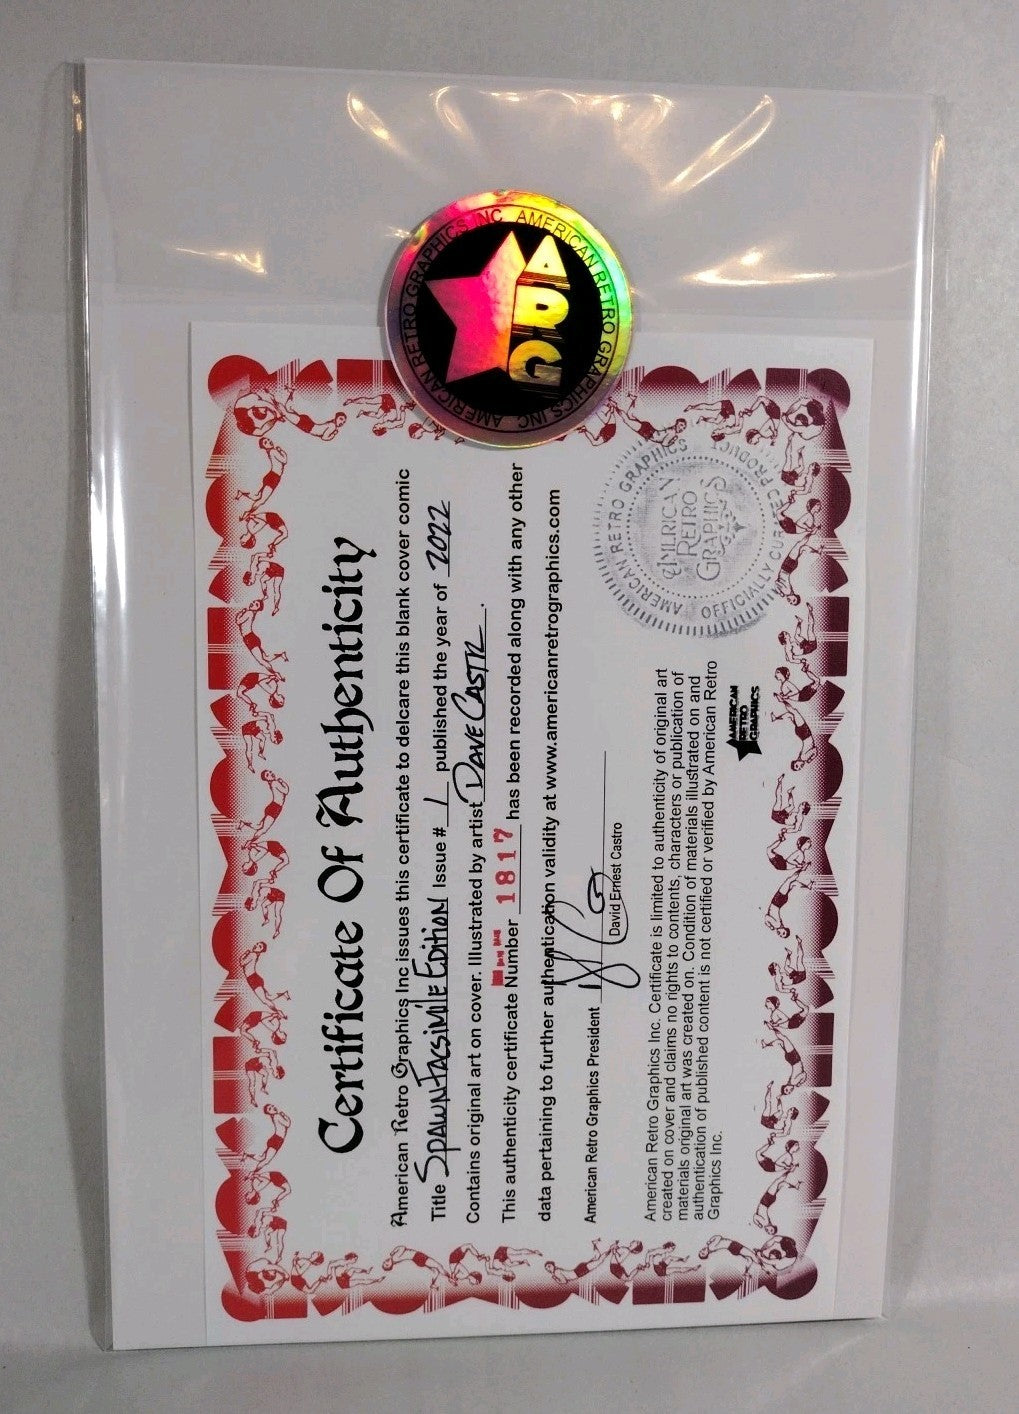 Certificate Of Authenticity
American Retro Graphics Inc issues this certificate to delcare this blank cover comic
Title SPAWN FACSIMILE EDITION Issue # 1 published the year of 2022
Contains original art on cover. Illustrated by artist DAVE CASTR.
This authenticity certificate Number 1817 has been recorded along with any other
data pertaining to further authentication validity at www.americanretrographics.com
American Retro Graphics President
David Ernest Castro
American Retro Graphics Inc. Certificate is limited to authenticity of original art
created on cover and claims no rights to contents, characters or publication of
materials original art was created on. Condition of materials illustrated on and
authentication of published content is not certified or verified by American Retro
Graphics Inc.
AMERICAN
RETRO
GRAPHICS
AMERICAN RETRO GRAPHICS
OFFICIALLY CURATED PRODUCT
AMERICAN
RETRO
GRAPHICS
AMERICAN RETRO GRAPHICS INC
AMERICAN RETRO GRAPHICS INC
ARG